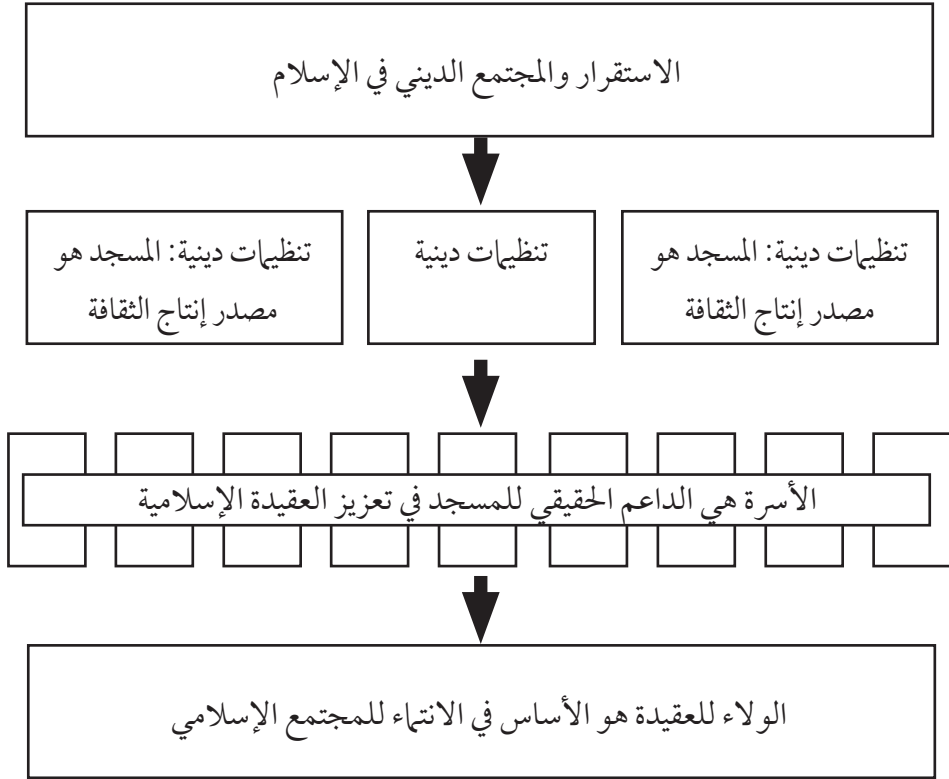 الاستقرار والمجتمع الديني في الإسلام
تنظيمات دينية: المسجد هو
مصدر إنتاج الثقافة
تنظيمات دينية
تنظيمات دينية: المسجد هو
مصدر إنتاج الثقافة
الأسرة هي الداعم الحقيقي للمسجد في تعزيز العقيدة الإسلامية
الولاء للعقيدة هو الأساس في الانتماء للمجتمع الإسلامي